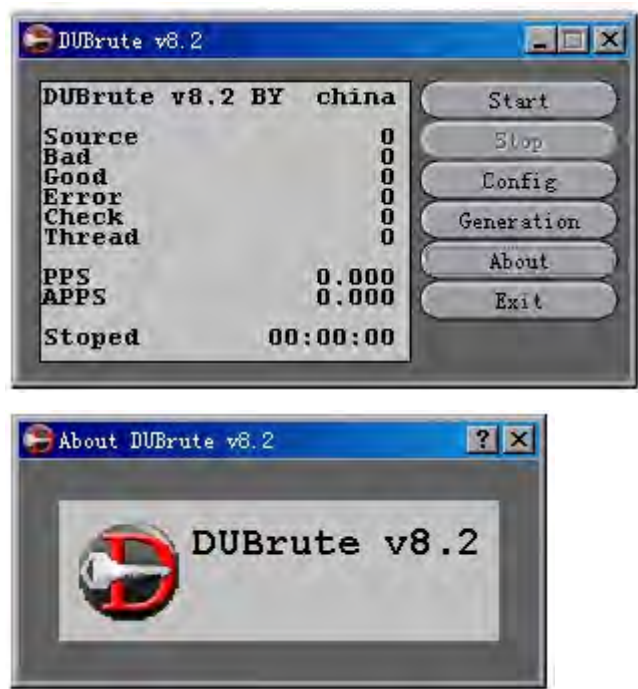 DUBrute v8.2
DUBrute v8.2 BY china
Source 0
Bad 0
Good 0
Error 0
Check 0
Thread 0
PPS 0.000
APPS 0.000
Stoped 00:00:00
Start
Stop
Config
Generation
About
Exit
About DUBrute v8.2
DUBrute v8.2